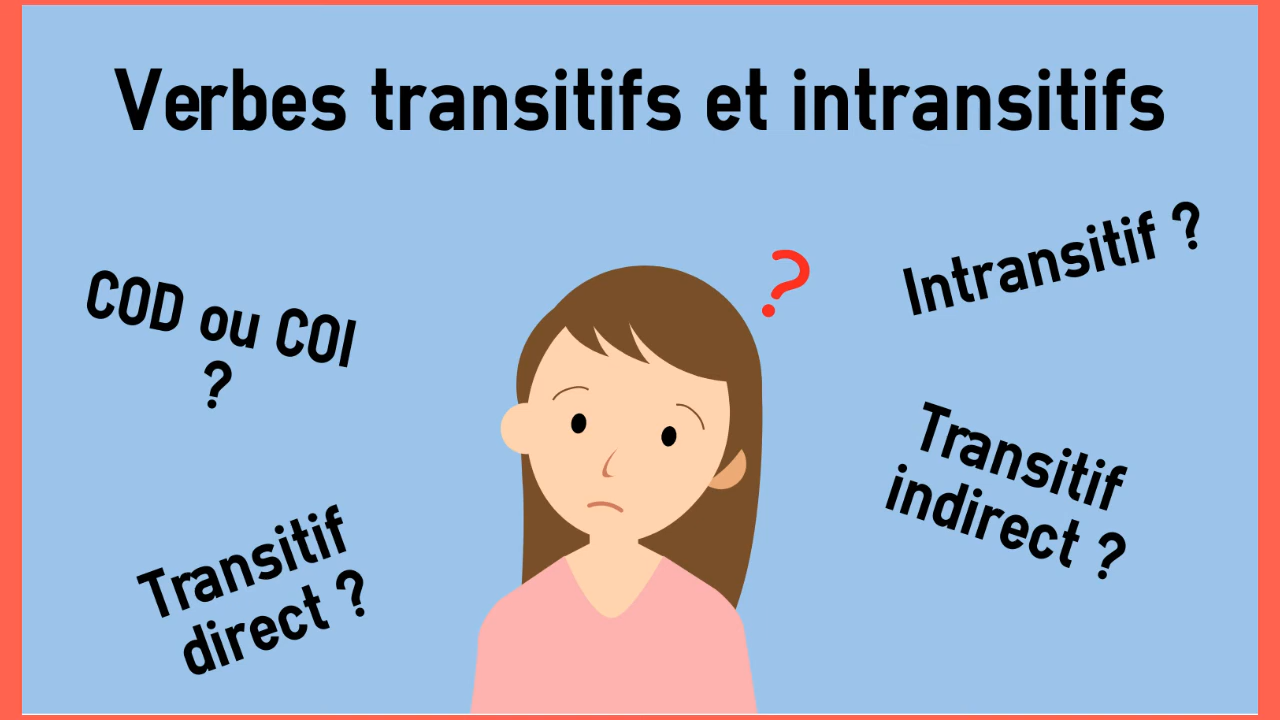 Verbes transitifs et intransitifs
COD ou COI
?
Intransitif ?
Transitif
indirect ?
Transitif
direct ?
?